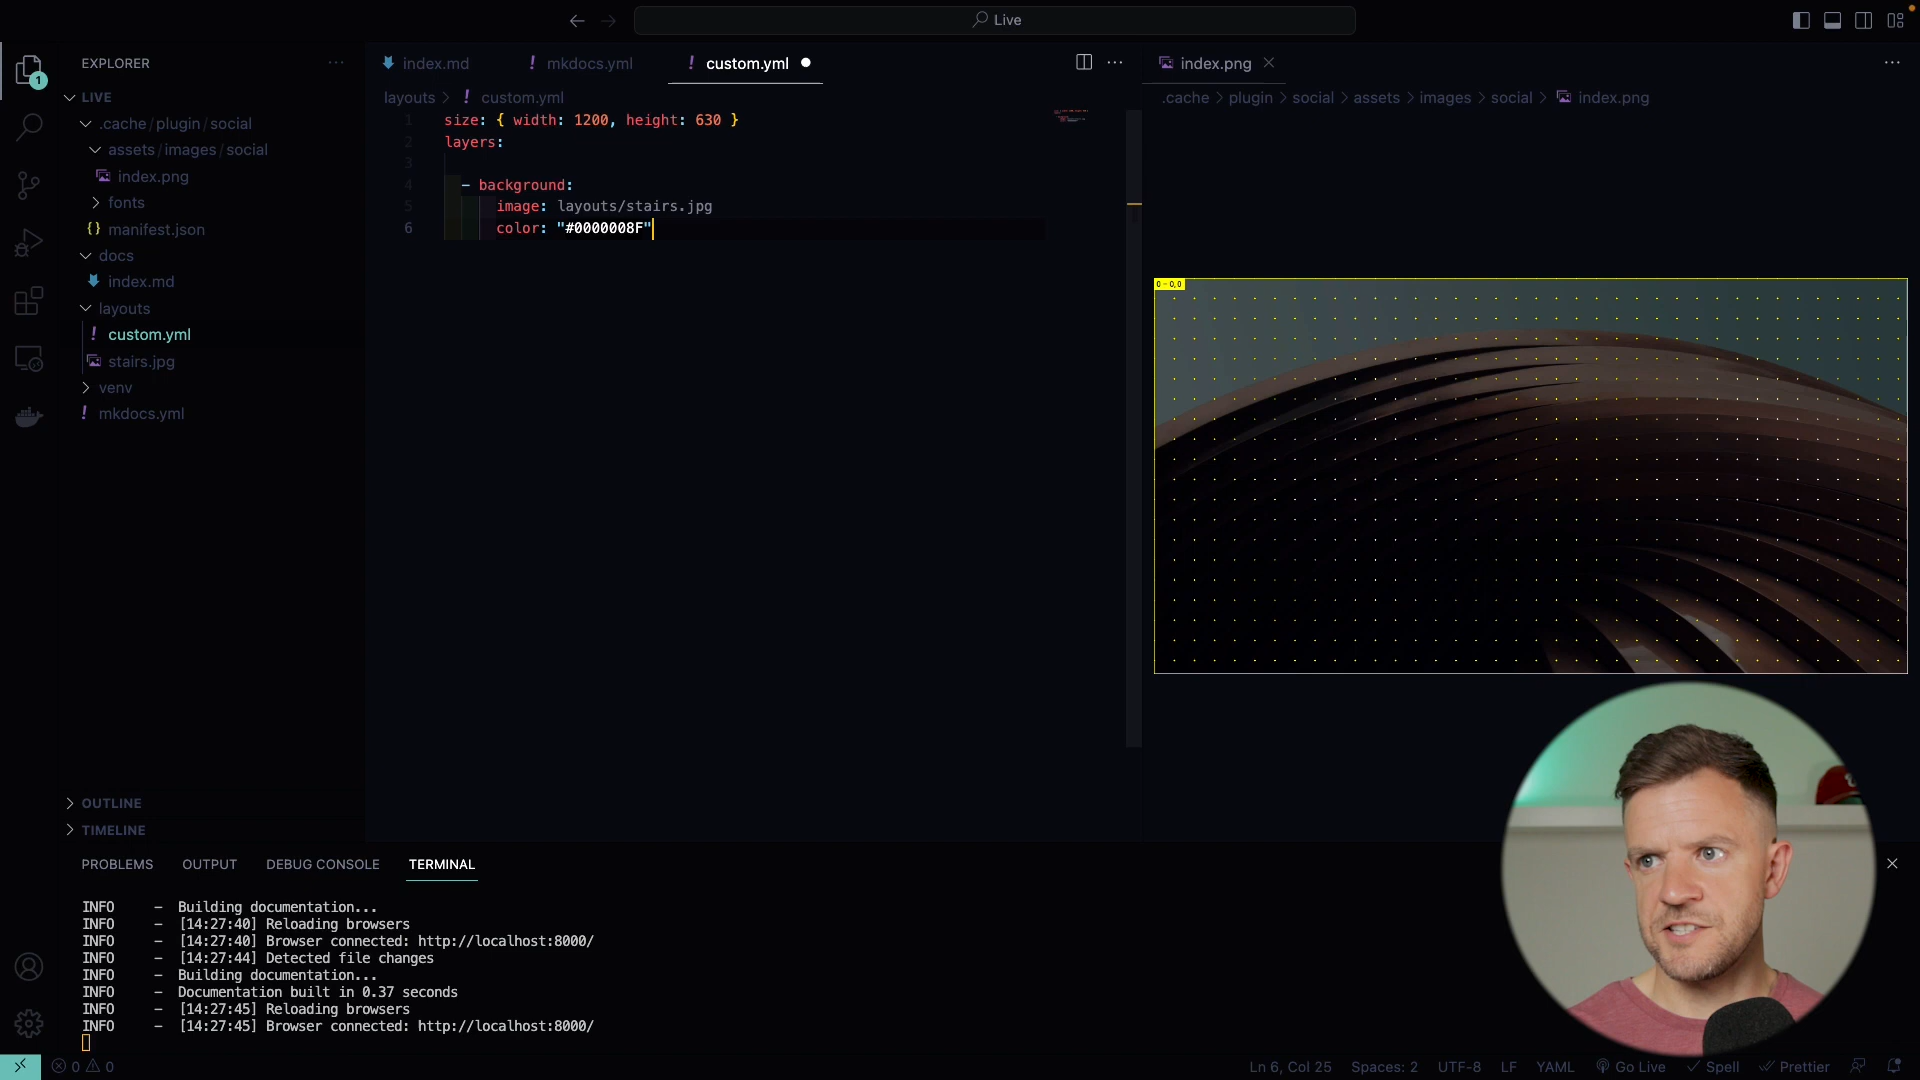 Live
EXPLORER
index.md
mkdocs.yml
custom.yml
index.png
LIVE
layouts > custom.yml
.cache > plugin > social > assets > images > social > index.png
.cache / plugin / social
assets / images / social
index.png
fonts
manifest.json
docs
index.md
layouts
custom.yml
stairs.jpg
venv
mkdocs.yml
1
1 size: { width: 1200, height: 630 }
2 layers:
3
4 - background:
5 image: layouts/stairs.jpg
6 color: "#0000008F"
0 - 0,0
OUTLINE
TIMELINE
PROBLEMS OUTPUT DEBUG CONSOLE TERMINAL
INFO - Building documentation...
INFO - [14:27:40] Reloading browsers
INFO - [14:27:40] Browser connected: http://localhost:8000/
INFO - [14:27:44] Detected file changes
INFO - Building documentation...
INFO - Documentation built in 0.37 seconds
INFO - [14:27:45] Reloading browsers
INFO - [14:27:45] Browser connected: http://localhost:8000/
0 0 Ln 6, Col 25 Spaces: 2 UTF-8 LF YAML Go Live Spell Prettier